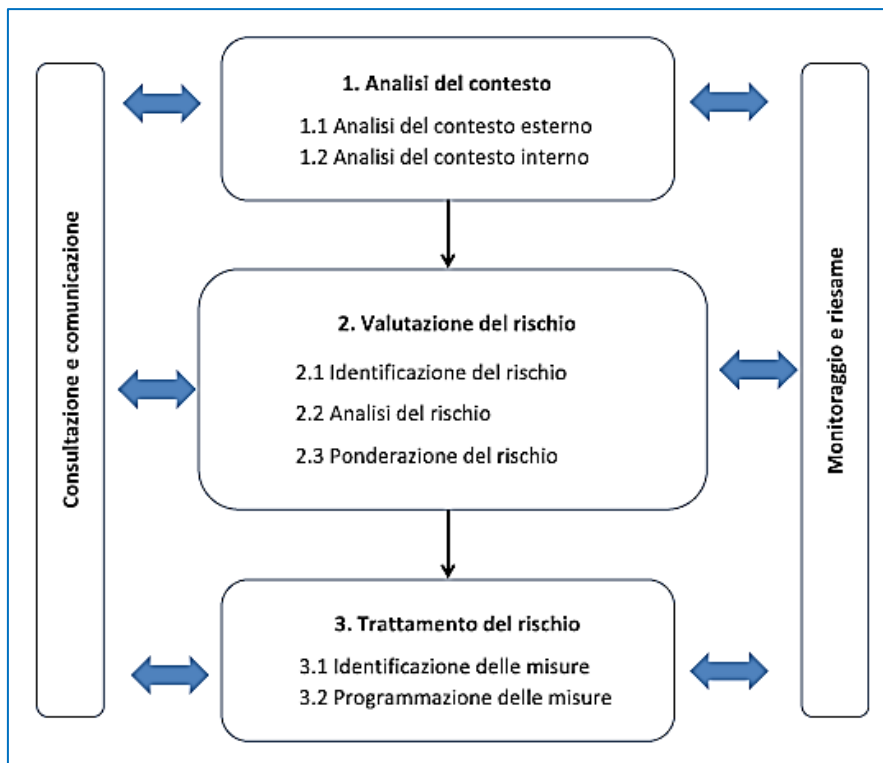 Consultazione e comunicazione
1. Analisi del contesto
1.1 Analisi del contesto esterno
1.2 Analisi del contesto interno
2. Valutazione del rischio
2.1 Identificazione del rischio
2.2 Analisi del rischio
2.3 Ponderazione del rischio
3. Trattamento del rischio
3.1 Identificazione delle misure
3.2 Programmazione delle misure
Monitoraggio e riesame